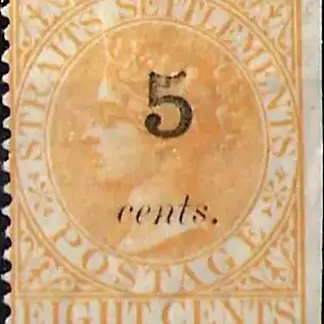 STRAITS SETTLEMENTS
5
cents.
POSTAGE
EIGHT CENTS